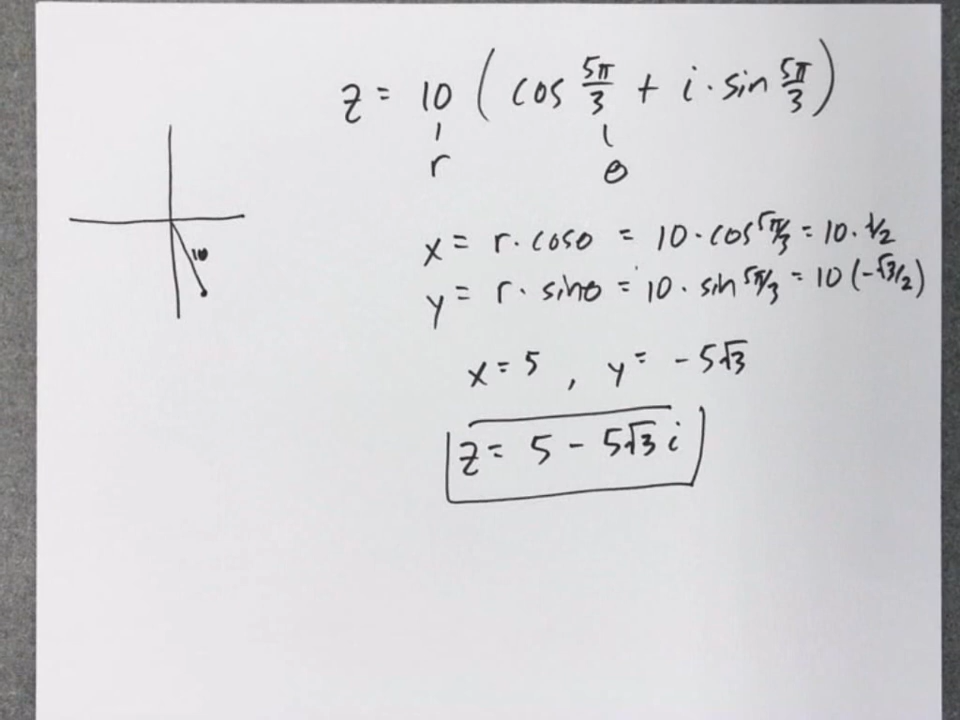 z = 10 ( cos 5π/3 + i · sin 5π/3 )
r θ
10
x = r · cosθ = 10 · cos 5π/3 = 10 · 1/2
y = r · sinθ = 10 · sin 5π/3 = 10 (-√3/2)
x = 5 , y = - 5√3
z = 5 - 5√3 i